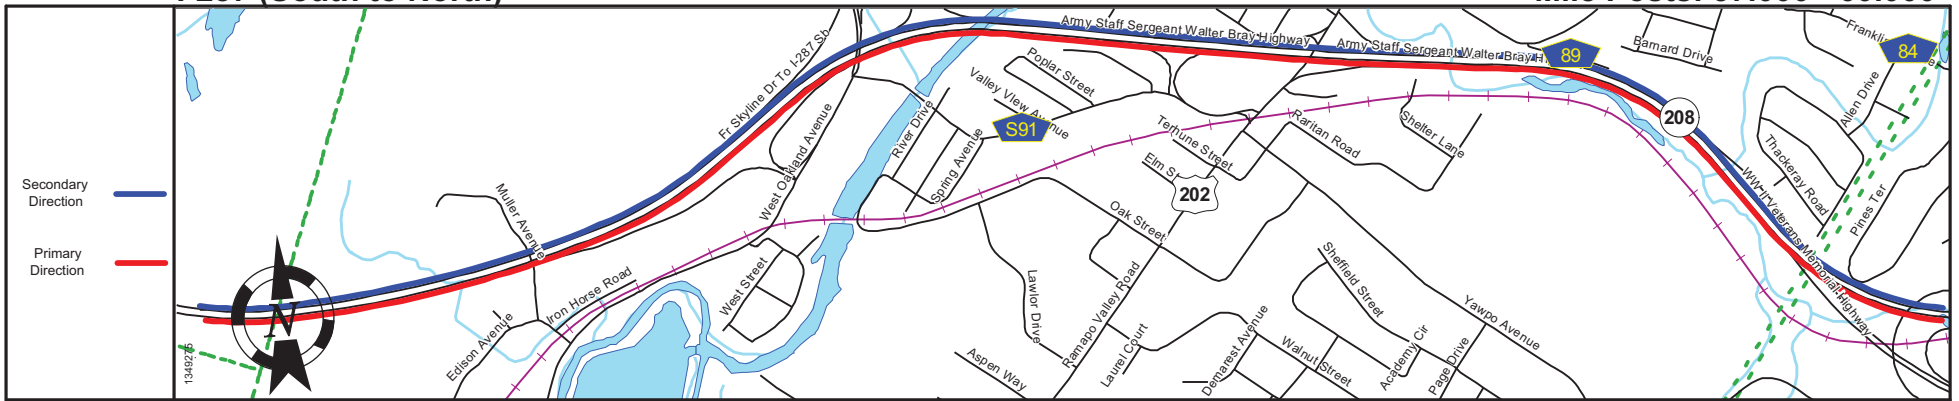 Secondary
Direction
Primary
Direction
1349275
N
Fr Skyline Dr To I-287 Sb
Army Staff Sergeant Walter Bray Highway
Army Staff Sergeant Walter Bray H
89
Barnard Drive
84
Allen Drive
208
Thackeray Road
Pines Ter
WW II Veterans Memorial Highway
Poplar Street
Valley View Avenue
S91
River Drive
Spring Avenue
West Oakland Avenue
Terhune Street
Elm St
202
Raritan Road
Shelter Lane
Muller Avenue
Iron Horse Road
Edison Avenue
West Street
Oak Street
Lawlor Drive
Ramapo Valley Road
Laurel Court
Aspen Way
Demarest Avenue
Walnut Street
Sheffield Street
Academy Cir
Page Drive
Yawpo Avenue